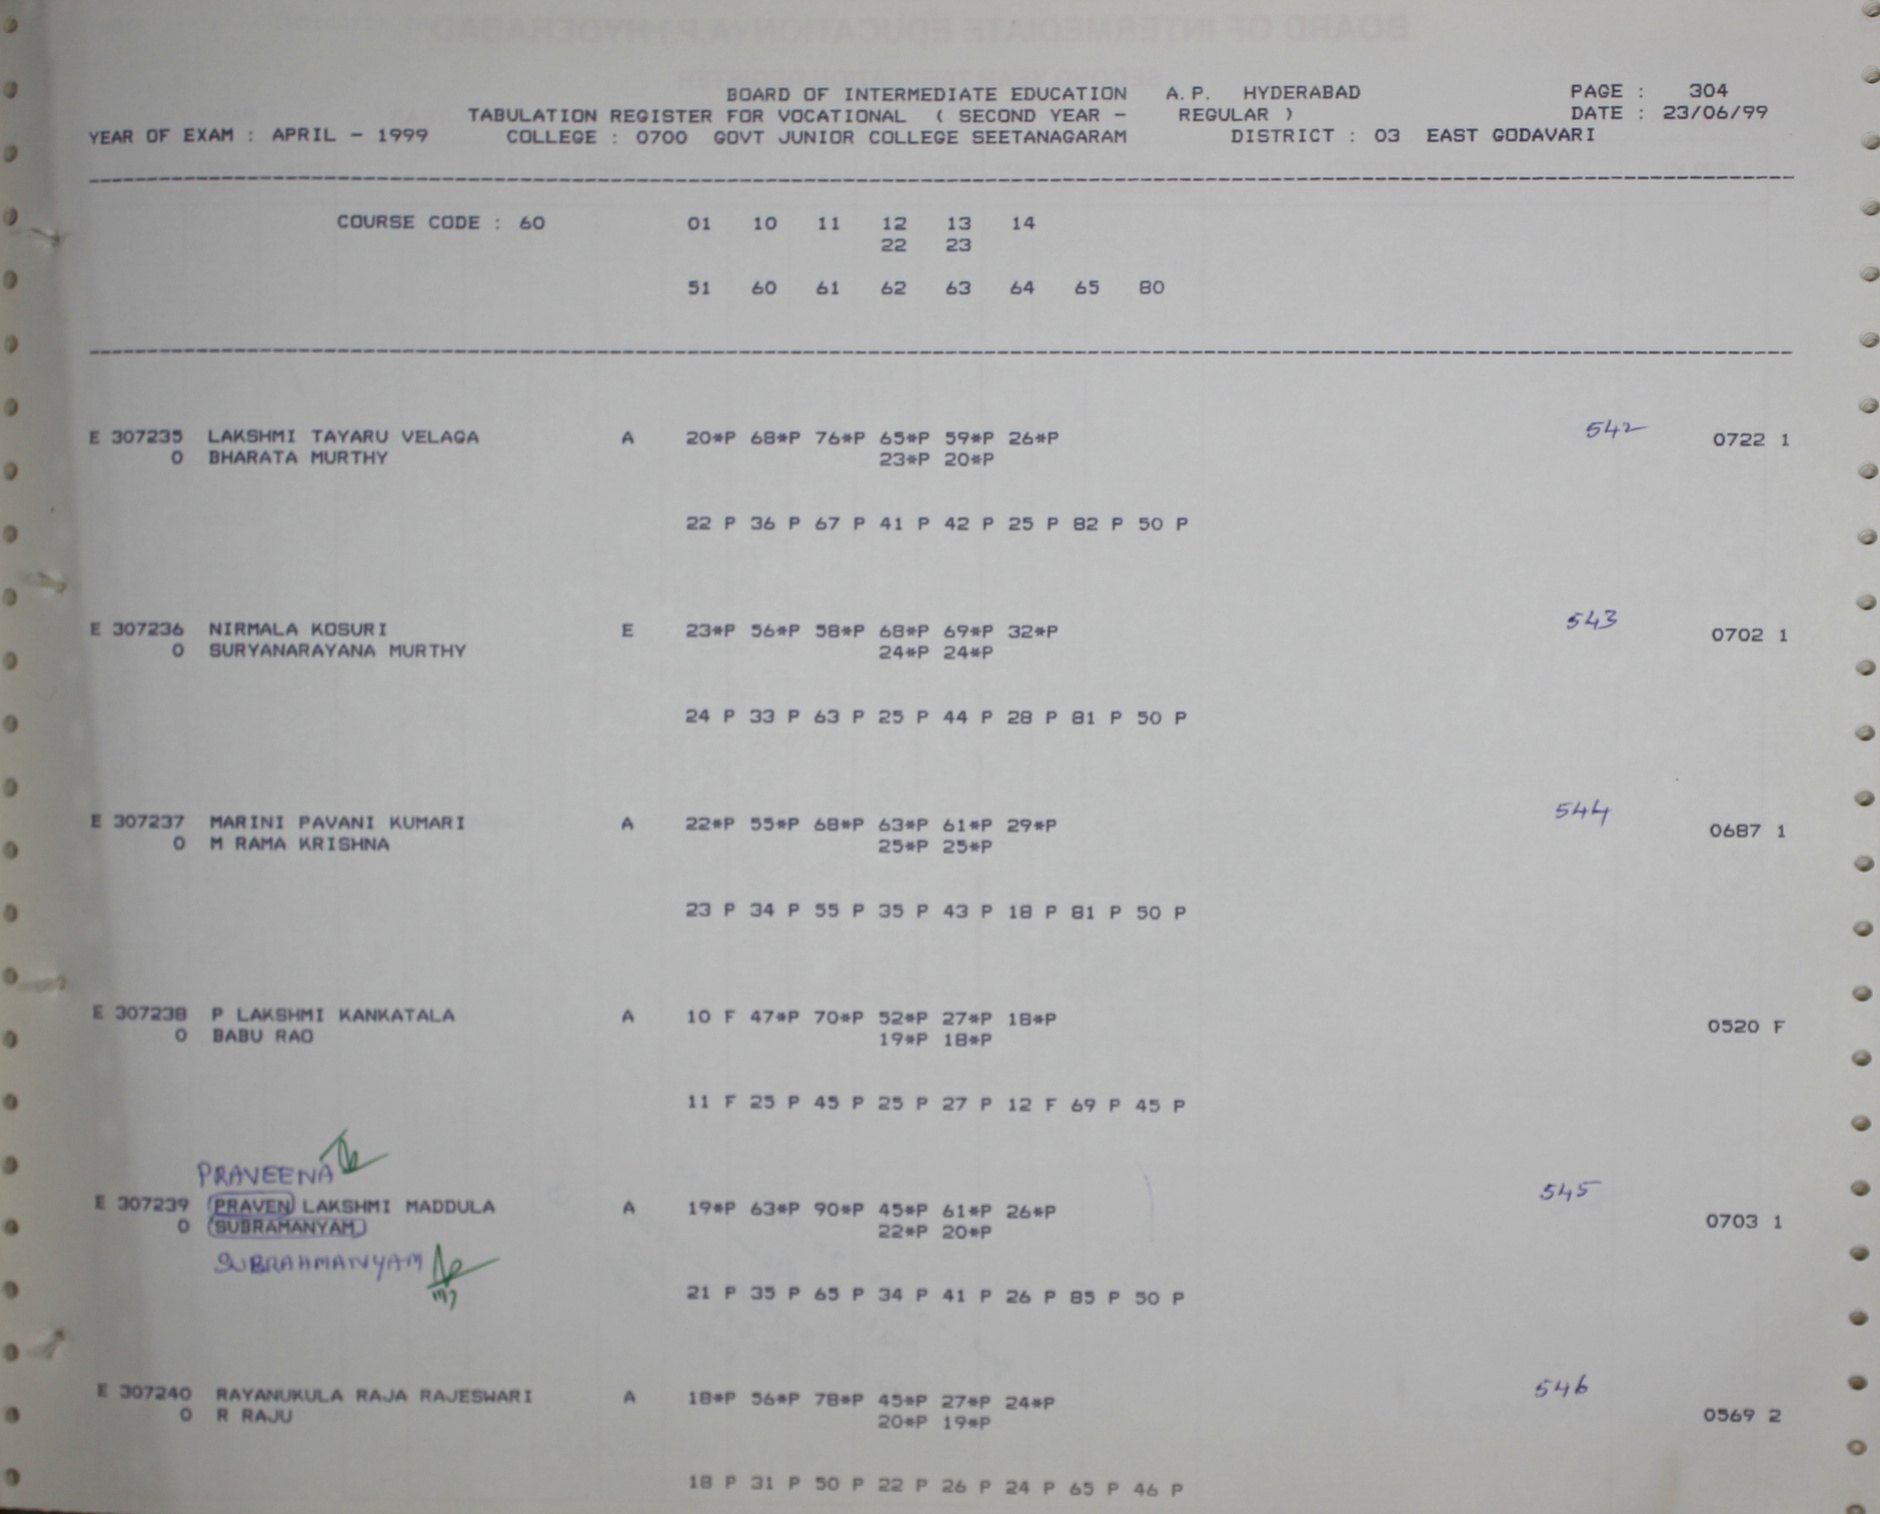 BOARD OF INTERMEDIATE EDUCATION A.P. HYDERABAD PAGE : 304
TABULATION REGISTER FOR VOCATIONAL ( SECOND YEAR - REGULAR ) DATE : 23/06/99
YEAR OF EXAM : APRIL - 1999 COLLEGE : 0700 GOVT JUNIOR COLLEGE SEETANAGARAM DISTRICT : 03 EAST GODAVARI
COURSE CODE : 60 01 10 11 12 13 14
22 23
51 60 61 62 63 64 65 80
542
E 307235 LAKSHMI TAYARU VELAGA A 20*P 68*P 76*P 65*P 59*P 26*P 0722 1
0 BHARATA MURTHY 23*P 20*P
22 P 36 P 67 P 41 P 42 P 25 P 82 P 50 P
543
E 307236 NIRMALA KOSURI E 23*P 56*P 58*P 68*P 69*P 32*P 0702 1
0 SURYANARAYANA MURTHY 24*P 24*P
24 P 33 P 63 P 25 P 44 P 28 P 81 P 50 P
544
E 307237 MARINI PAVANI KUMARI A 22*P 55*P 68*P 63*P 61*P 29*P 0687 1
0 M RAMA KRISHNA 25*P 25*P
23 P 34 P 55 P 35 P 43 P 18 P 81 P 50 P
E 307238 P LAKSHMI KANKATALA A 10 F 47*P 70*P 52*P 27*P 18*P 0520 F
0 BABU RAO 19*P 18*P
11 F 25 P 45 P 25 P 27 P 12 F 69 P 45 P
PRAVEENA
545
E 307239 PRAVEN LAKSHMI MADDULA A 19*P 63*P 90*P 45*P 61*P 26*P 0703 1
0 SUBRAMANYAM 22*P 20*P
SUBRAHMANYAM
21 P 35 P 65 P 34 P 41 P 26 P 85 P 50 P
546
E 307240 RAYANUKULA RAJA RAJESWARI A 18*P 56*P 78*P 45*P 27*P 24*P 0569 2
0 R RAJU 20*P 19*P
18 P 31 P 50 P 22 P 26 P 24 P 65 P 46 P